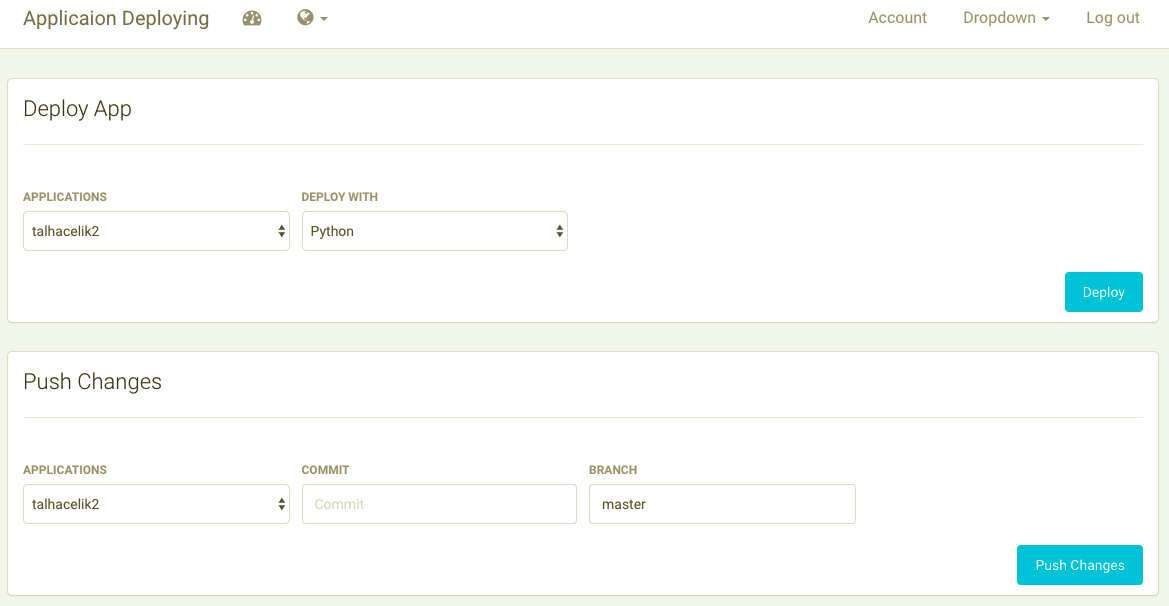 Applicaion Deploying Account Dropdown Log out
Deploy App
APPLICATIONS DEPLOY WITH
talhacelik2 Python
Deploy
Push Changes
APPLICATIONS COMMIT BRANCH
talhacelik2 Commit master
Push Changes